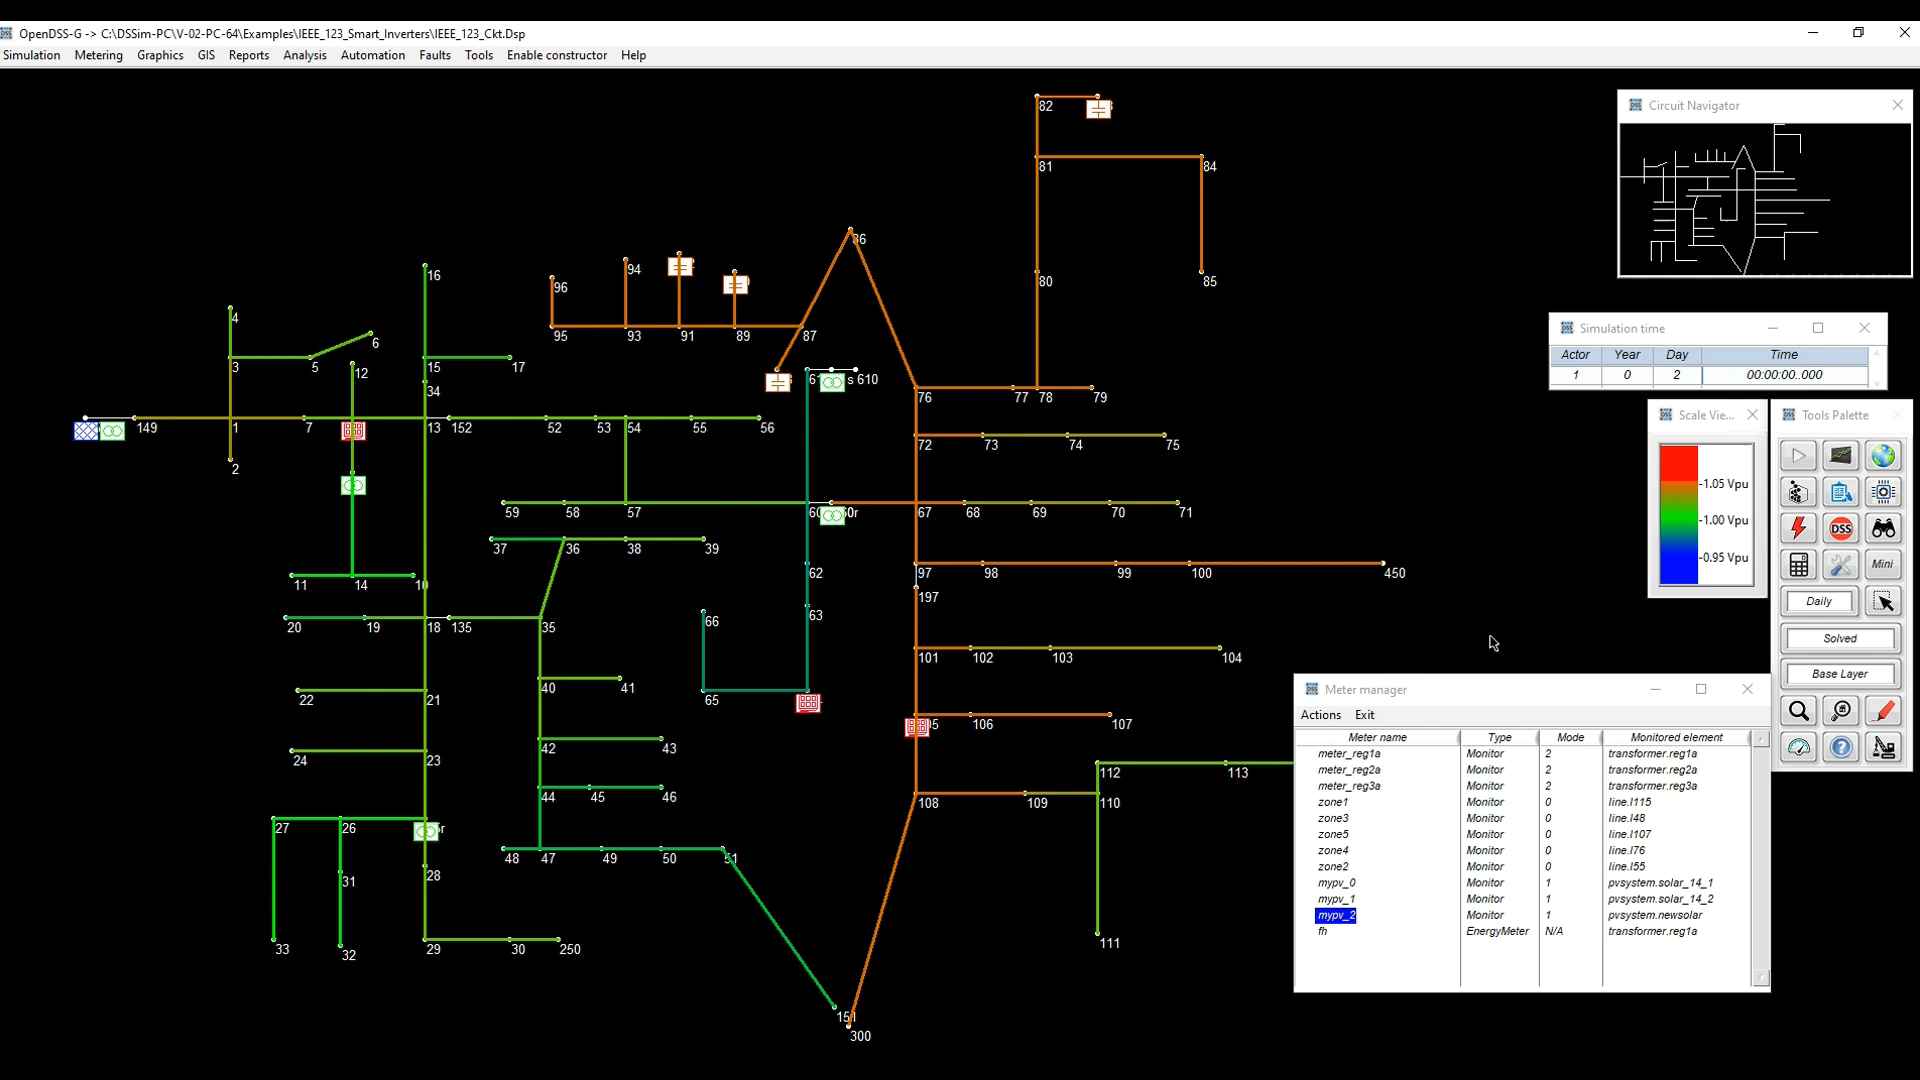 OpenDSS-G -> C:\DSSim-PC\V-02-PC-64\Examples\IEEE_123_Smart_Inverters\IEEE_123_Ckt.Dsp
Simulation Metering Graphics GIS Reports Analysis Automation Faults Tools Enable constructor Help
82
Circuit Navigator
81 84
16 94 80 85
96
4
Simulation time
95 93 91 89 87
6
3 5 12 15 17
Actor Year Day Time
1 0 2 00:00:00..000
s 610
34
76 77 78 79
Scale Vie... Tools Palette
149 1 7 13 152 52 53 54 55 56
72 73 74 75
2
-1.05 Vpu
59 58 57 67 68 69 70 71
-1.00 Vpu
DSS
37 36 38 39
-0.95 Vpu
62 97 98 99 100 450
Mini
11 14
197
Daily
63
66
20 19 18 135 35
Solved
101 102 103 104
Base Layer
40 41
22 21 65
Meter manager
Actions Exit
106 107
Meter name Type Mode Monitored element
42 43
meter_reg1a Monitor 2 transformer.reg1a
24 23
meter_reg2a Monitor 2 transformer.reg2a
112 113
meter_reg3a Monitor 2 transformer.reg3a
44 45 46
zone1 Monitor 0 line.l115
108 109 110
zone3 Monitor 0 line.l48
27 26
zone5 Monitor 0 line.l107
zone4 Monitor 0 line.l76
48 47 49 50 51
zone2 Monitor 0 line.l55
28
mypv_0 Monitor 1 pvsystem.solar_14_1
31
mypv_1 Monitor 1 pvsystem.solar_14_2
mypv_2 Monitor 1 pvsystem.newsolar
fh EnergyMeter N/A transformer.reg1a
33 32 29 30 250
111
151
300